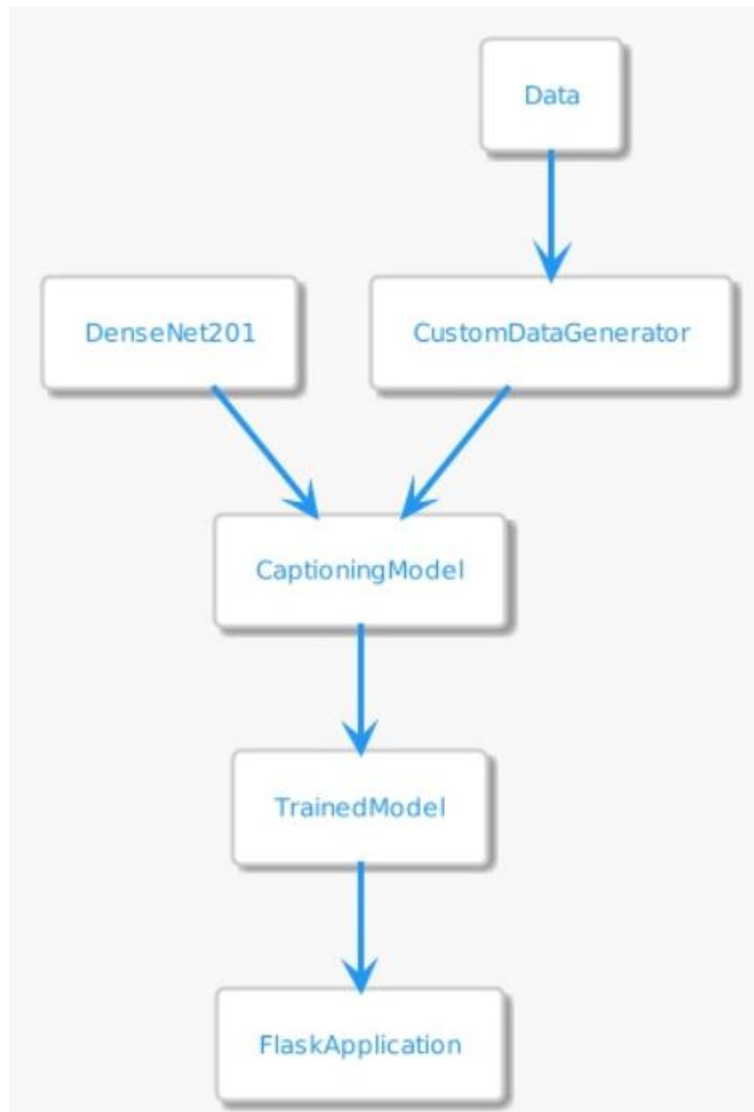 Data
DenseNet201
CustomDataGenerator
CaptioningModel
TrainedModel
FlaskApplication